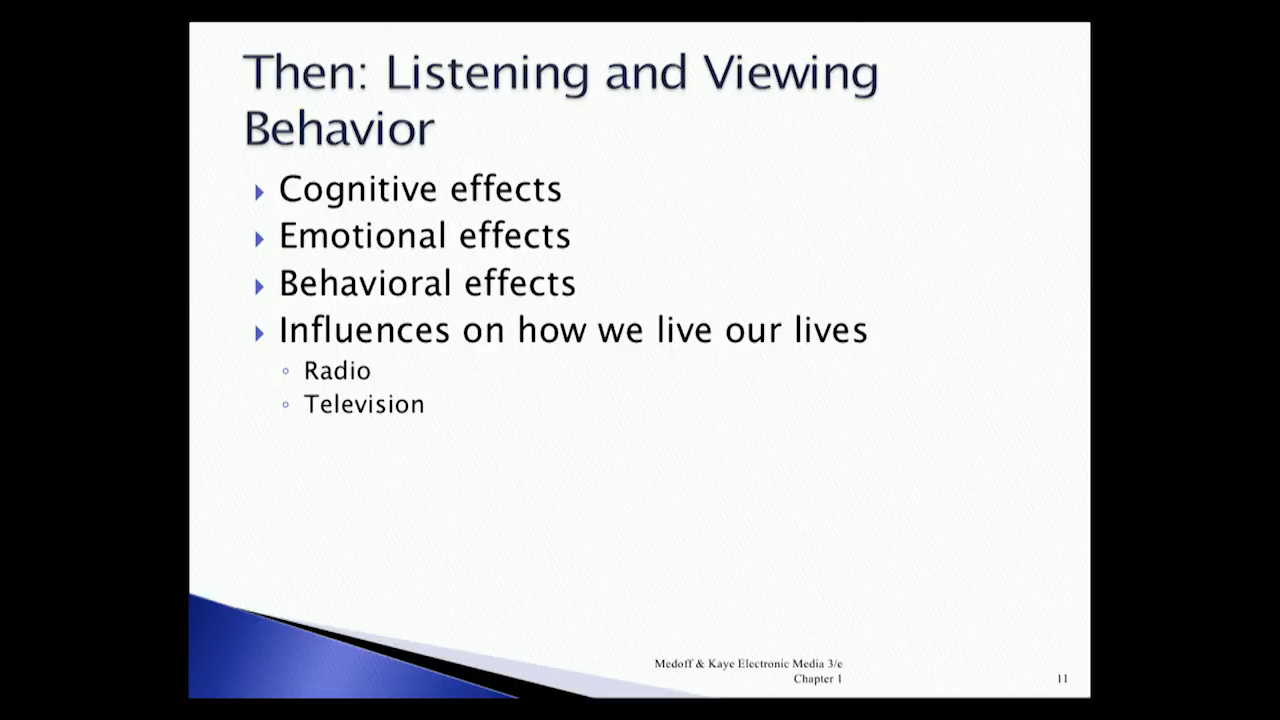 Then: Listening and Viewing
Behavior
Cognitive effects
Emotional effects
Behavioral effects
Influences on how we live our lives
Radio
Television
Medoff & Kaye Electronic Media 3/e
Chapter 1
11